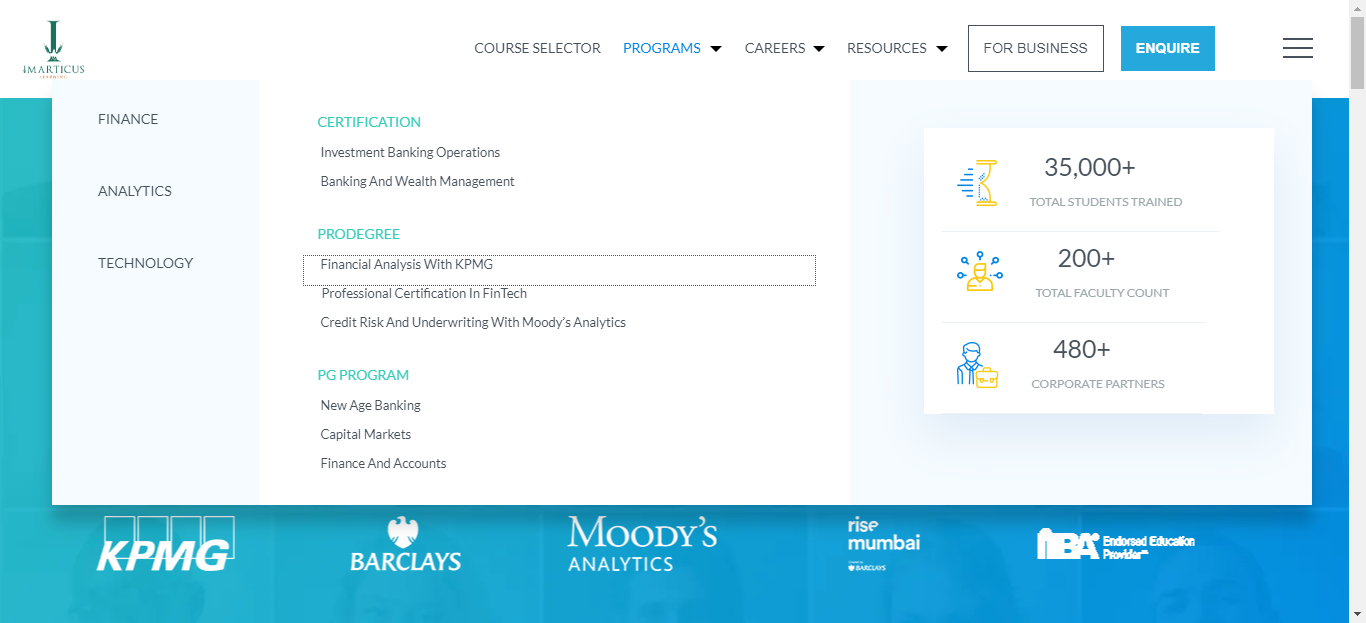 IMARTICUS
LEARNING
COURSE SELECTOR
PROGRAMS
CAREERS
RESOURCES
FOR BUSINESS
ENQUIRE
FINANCE
ANALYTICS
TECHNOLOGY
CERTIFICATION
Investment Banking Operations
Banking And Wealth Management
PRODEGREE
Financial Analysis With KPMG
Professional Certification In FinTech
Credit Risk And Underwriting With Moody’s Analytics
PG PROGRAM
New Age Banking
Capital Markets
Finance And Accounts
35,000+
TOTAL STUDENTS TRAINED
200+
TOTAL FACULTY COUNT
480+
CORPORATE PARTNERS
KPMG
BARCLAYS
MOODY’S
ANALYTICS
rise
mumbai
BARCLAYS
Endorsed Education
Provider™